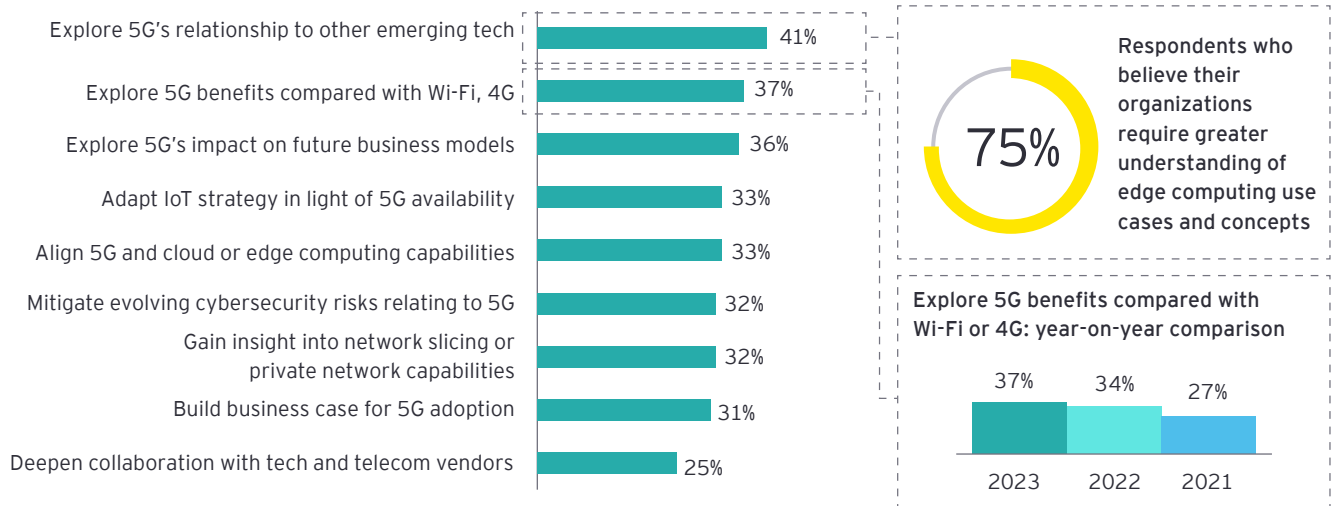 Explore 5G's relationship to other emerging tech
41%
Explore 5G benefits compared with Wi-Fi, 4G
37%
Explore 5G's impact on future business models
36%
Adapt IoT strategy in light of 5G availability
33%
Align 5G and cloud or edge computing capabilities
33%
Mitigate evolving cybersecurity risks relating to 5G
32%
Gain insight into network slicing or
private network capabilities
32%
Build business case for 5G adoption
31%
Deepen collaboration with tech and telecom vendors
25%
75%
Respondents who
believe their
organizations
require greater
understanding of
edge computing use
cases and concepts
Explore 5G benefits compared with
Wi-Fi or 4G: year-on-year comparison
37%
34%
27%
2023
2022
2021